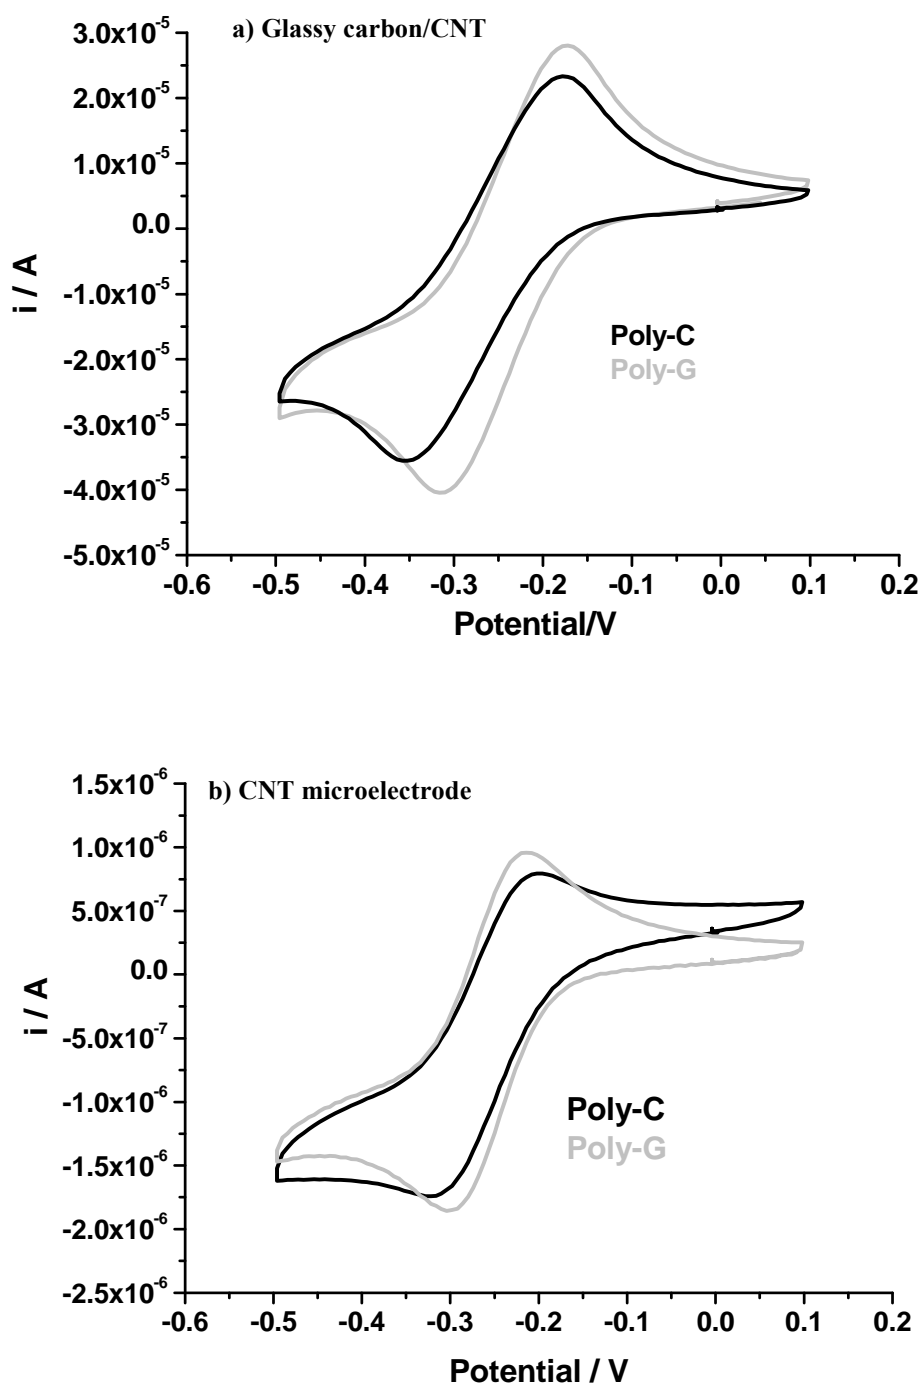 a) Glassy carbon/CNT
3.0x10⁻⁵
2.0x10⁻⁵
1.0x10⁻⁵
0.0
-1.0x10⁻⁵
-2.0x10⁻⁵
-3.0x10⁻⁵
-4.0x10⁻⁵
-5.0x10⁻⁵
i / A
Poly-C
Poly-G
-0.6 -0.5 -0.4 -0.3 -0.2 -0.1 0.0 0.1 0.2
Potential/V
b) CNT microelectrode
1.5x10⁻⁶
1.0x10⁻⁶
5.0x10⁻⁷
0.0
-5.0x10⁻⁷
-1.0x10⁻⁶
-1.5x10⁻⁶
-2.0x10⁻⁶
-2.5x10⁻⁶
i / A
Poly-C
Poly-G
-0.6 -0.5 -0.4 -0.3 -0.2 -0.1 0.0 0.1 0.2
Potential / V